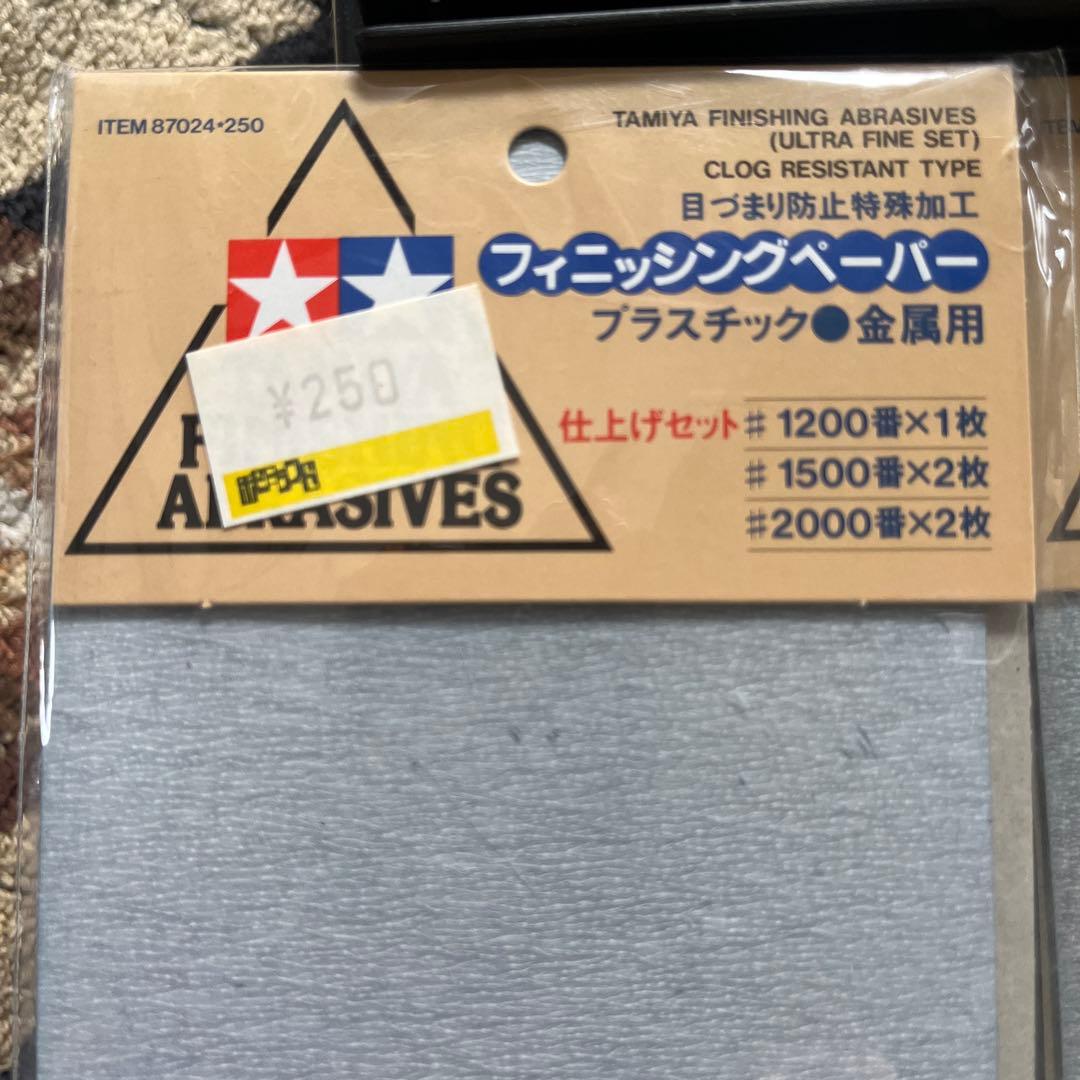 ITEM 87024•250
TAMIYA FINISHING ABRASIVES
(ULTRA FINE SET)
CLOG RESISTANT TYPE
目づまり防止特殊加工
フィニッシングペーパー
プラスチック●金属用
¥250
仕上げセット ♯1200番×1枚
♯1500番×2枚
♯2000番×2枚